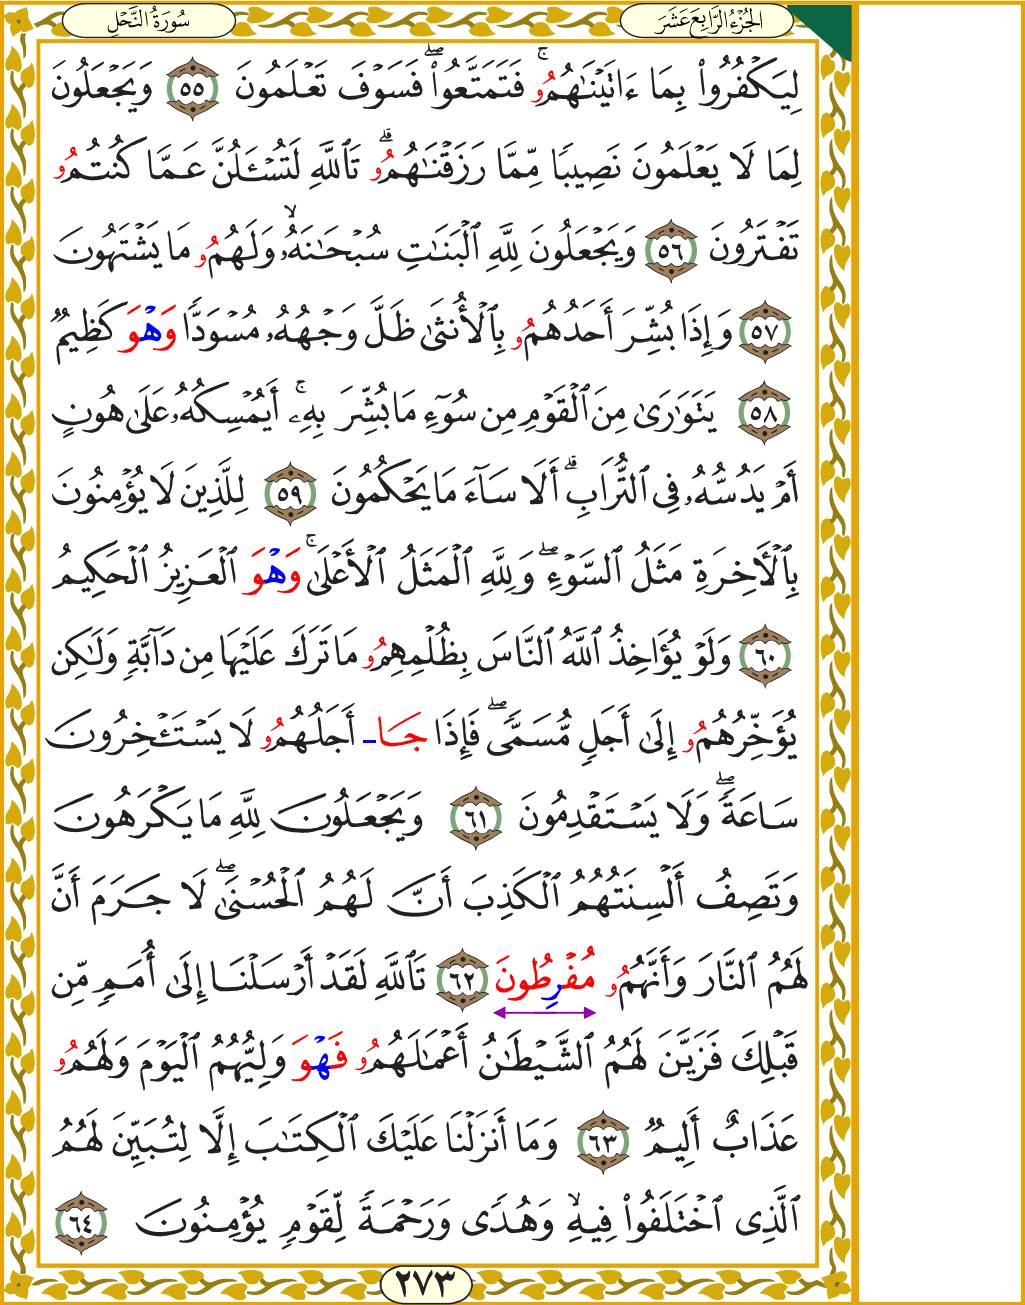 سُورَةُ النَّحْلِ
الجُزْءُ الرَّابِعَ عَشَرَ
لِيَكْفُرُوا۟ بِمَا ءَاتَيْنَٰهُمُۥ ۚ فَتَمَتَّعُوا۟ ۖ فَسَوْفَ تَعْلَمُونَ ٥٥ وَيَجْعَلُونَ
لِمَا لَا يَعْلَمُونَ نَصِيبًا مِّمَّا رَزَقْنَٰهُمُۥ ۗ تَٱللَّهِ لَتُسْـَٔلُنَّ عَمَّا كُنتُمُۥ
تَفْتَرُونَ ٥٦ وَيَجْعَلُونَ لِلَّهِ ٱلْبَنَٰتِ سُبْحَٰنَهُۥ ۙ وَلَهُمُۥ مَا يَشْتَهُونَ
٥٧ وَإِذَا بُشِّرَ أَحَدُهُمُۥ بِٱلْأُنثَىٰ ظَلَّ وَجْهُهُۥ مُسْوَدًّا وَهْوَ كَظِيمٌ
٥٨ يَتَوَٰرَىٰ مِنَ ٱلْقَوْمِ مِن سُوٓءِ مَا بُشِّرَ بِهِۦٓ ۚ أَيُمْسِكُهُۥ عَلَىٰ هُونٍ
أَمْ يَدُسُّهُۥ فِى ٱلتُّرَابِ ۗ أَلَا سَآءَ مَا يَحْكُمُونَ ٥٩ لِلَّذِينَ لَا يُؤْمِنُونَ
بِٱلْءَاخِرَةِ مَثَلُ ٱلسَّوْءِ ۖ وَلِلَّهِ ٱلْمَثَلُ ٱلْأَعْلَىٰ ۚ وَهْوَ ٱلْعَزِيزُ ٱلْحَكِيمُ
٦٠ وَلَوْ يُؤَاخِذُ ٱللَّهُ ٱلنَّاسَ بِظُلْمِهِمُۥ مَا تَرَكَ عَلَيْهَا مِن دَآبَّةٍ وَلَٰكِن
يُؤَخِّرُهُمُۥ إِلَىٰ أَجَلٍ مُّسَمًّى ۖ فَإِذَا جَا أَجَلُهُمُۥ لَا يَسْتَـْٔخِرُونَ
سَاعَةً ۖ وَلَا يَسْتَقْدِمُونَ ٦١ وَيَجْعَلُونَ لِلَّهِ مَا يَكْرَهُونَ
وَتَصِفُ أَلْسِنَتُهُمُ ٱلْكَذِبَ أَنَّ لَهُمُ ٱلْحُسْنَىٰ ۖ لَا جَرَمَ أَنَّ
لَهُمُ ٱلنَّارَ وَأَنَّهُمُۥ مُفْرِطُونَ ٦٢ تَٱللَّهِ لَقَدْ أَرْسَلْنَا إِلَىٰ أُمَمٍ مِّن
قَبْلِكَ فَزَيَّنَ لَهُمُ ٱلشَّيْطَٰنُ أَعْمَٰلَهُمُۥ فَهْوَ وَلِيُّهُمُ ٱلْيَوْمَ وَلَهُمُۥ
عَذَابٌ أَلِيمٌ ٦٣ وَمَا أَنزَلْنَا عَلَيْكَ ٱلْكِتَٰبَ إِلَّا لِتُبَيِّنَ لَهُمُ
ٱلَّذِى ٱخْتَلَفُوا۟ فِيهِ ۙ وَهُدًى وَرَحْمَةً لِّقَوْمٍ يُؤْمِنُونَ ٦٤
٢٧٣